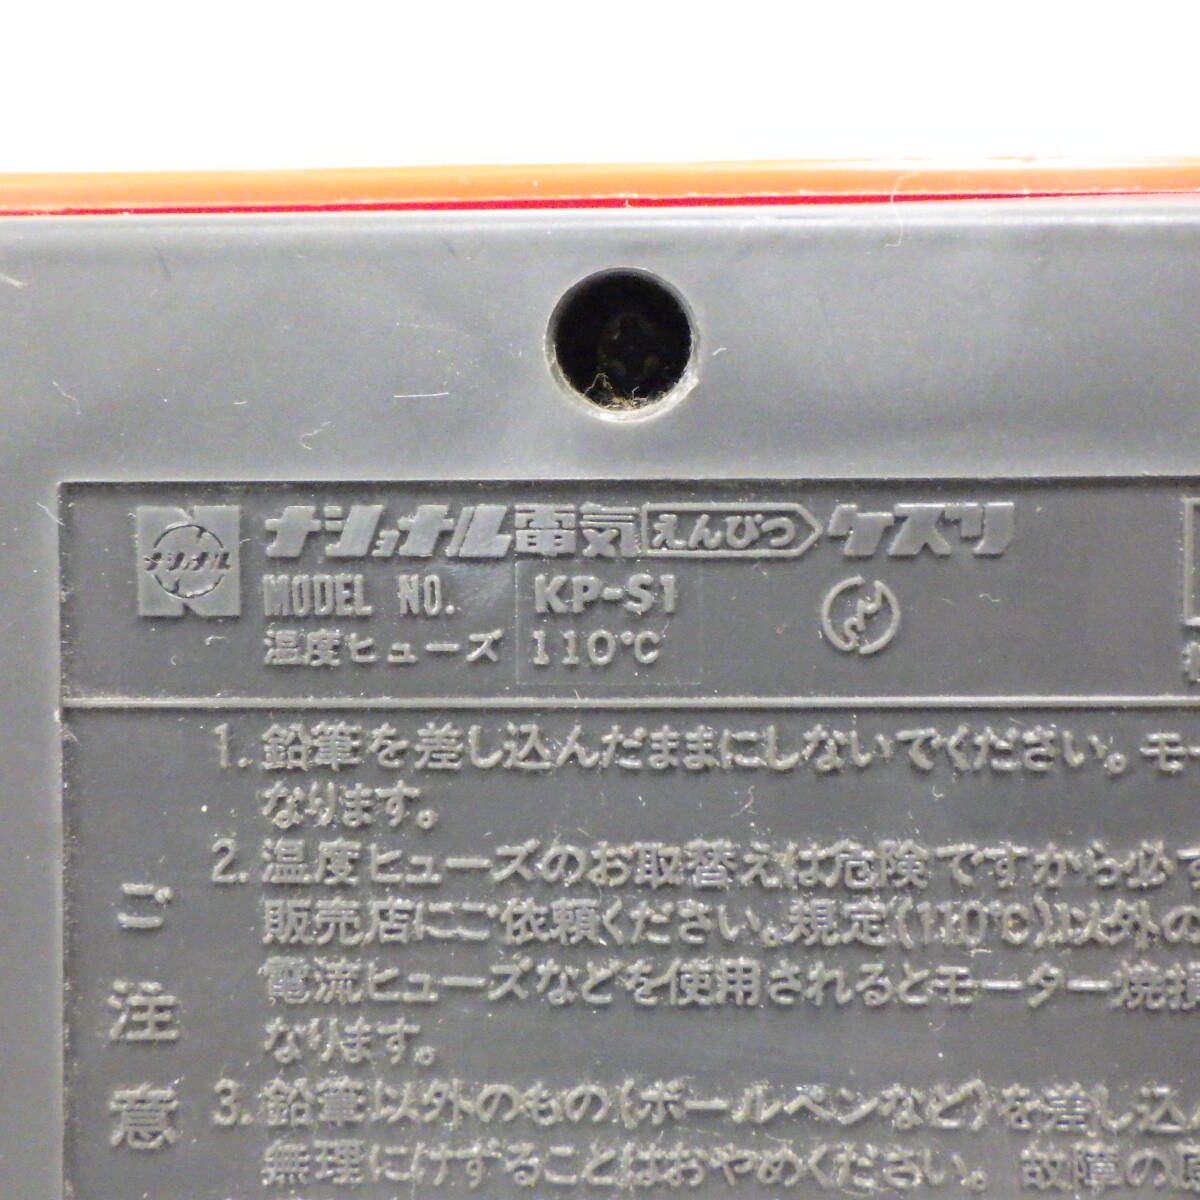 ナショナル
ナショナル電気えんぴつケズリ
MODEL NO. KP-S1
温度ヒューズ 110℃
ご注意
1. 鉛筆を差し込んだままにしないでください。モー
なります。
2. 温度ヒューズのお取替えは危険ですから必
販売店にご依頼ください。規定(110℃)以外の
電流ヒューズなどを使用されるとモーター焼損
なります。
3. 鉛筆以外のもの(ボールペンなど)を差し込
無理にけずることはおやめください。故障の